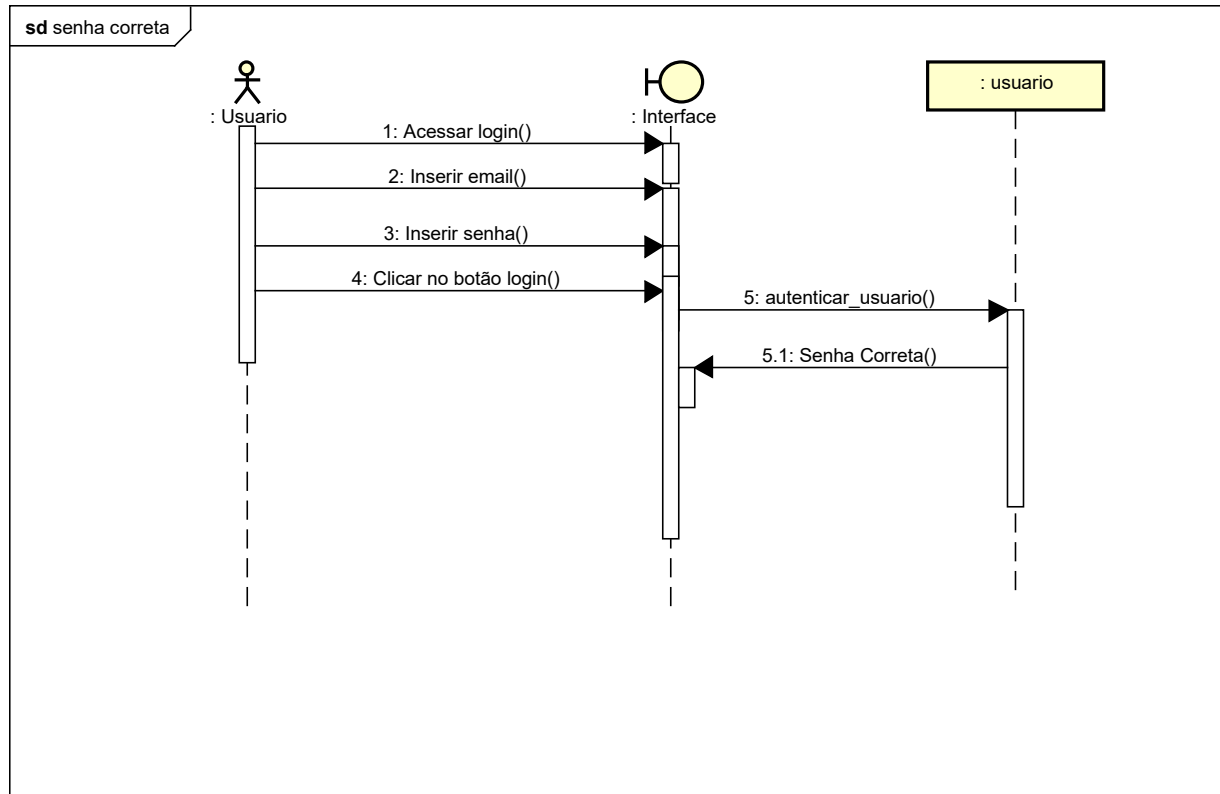 sd senha correta
: Usuario
: Interface
: usuario
1: Acessar login()
2: Inserir email()
3: Inserir senha()
4: Clicar no botão login()
5: autenticar_usuario()
5.1: Senha Correta()